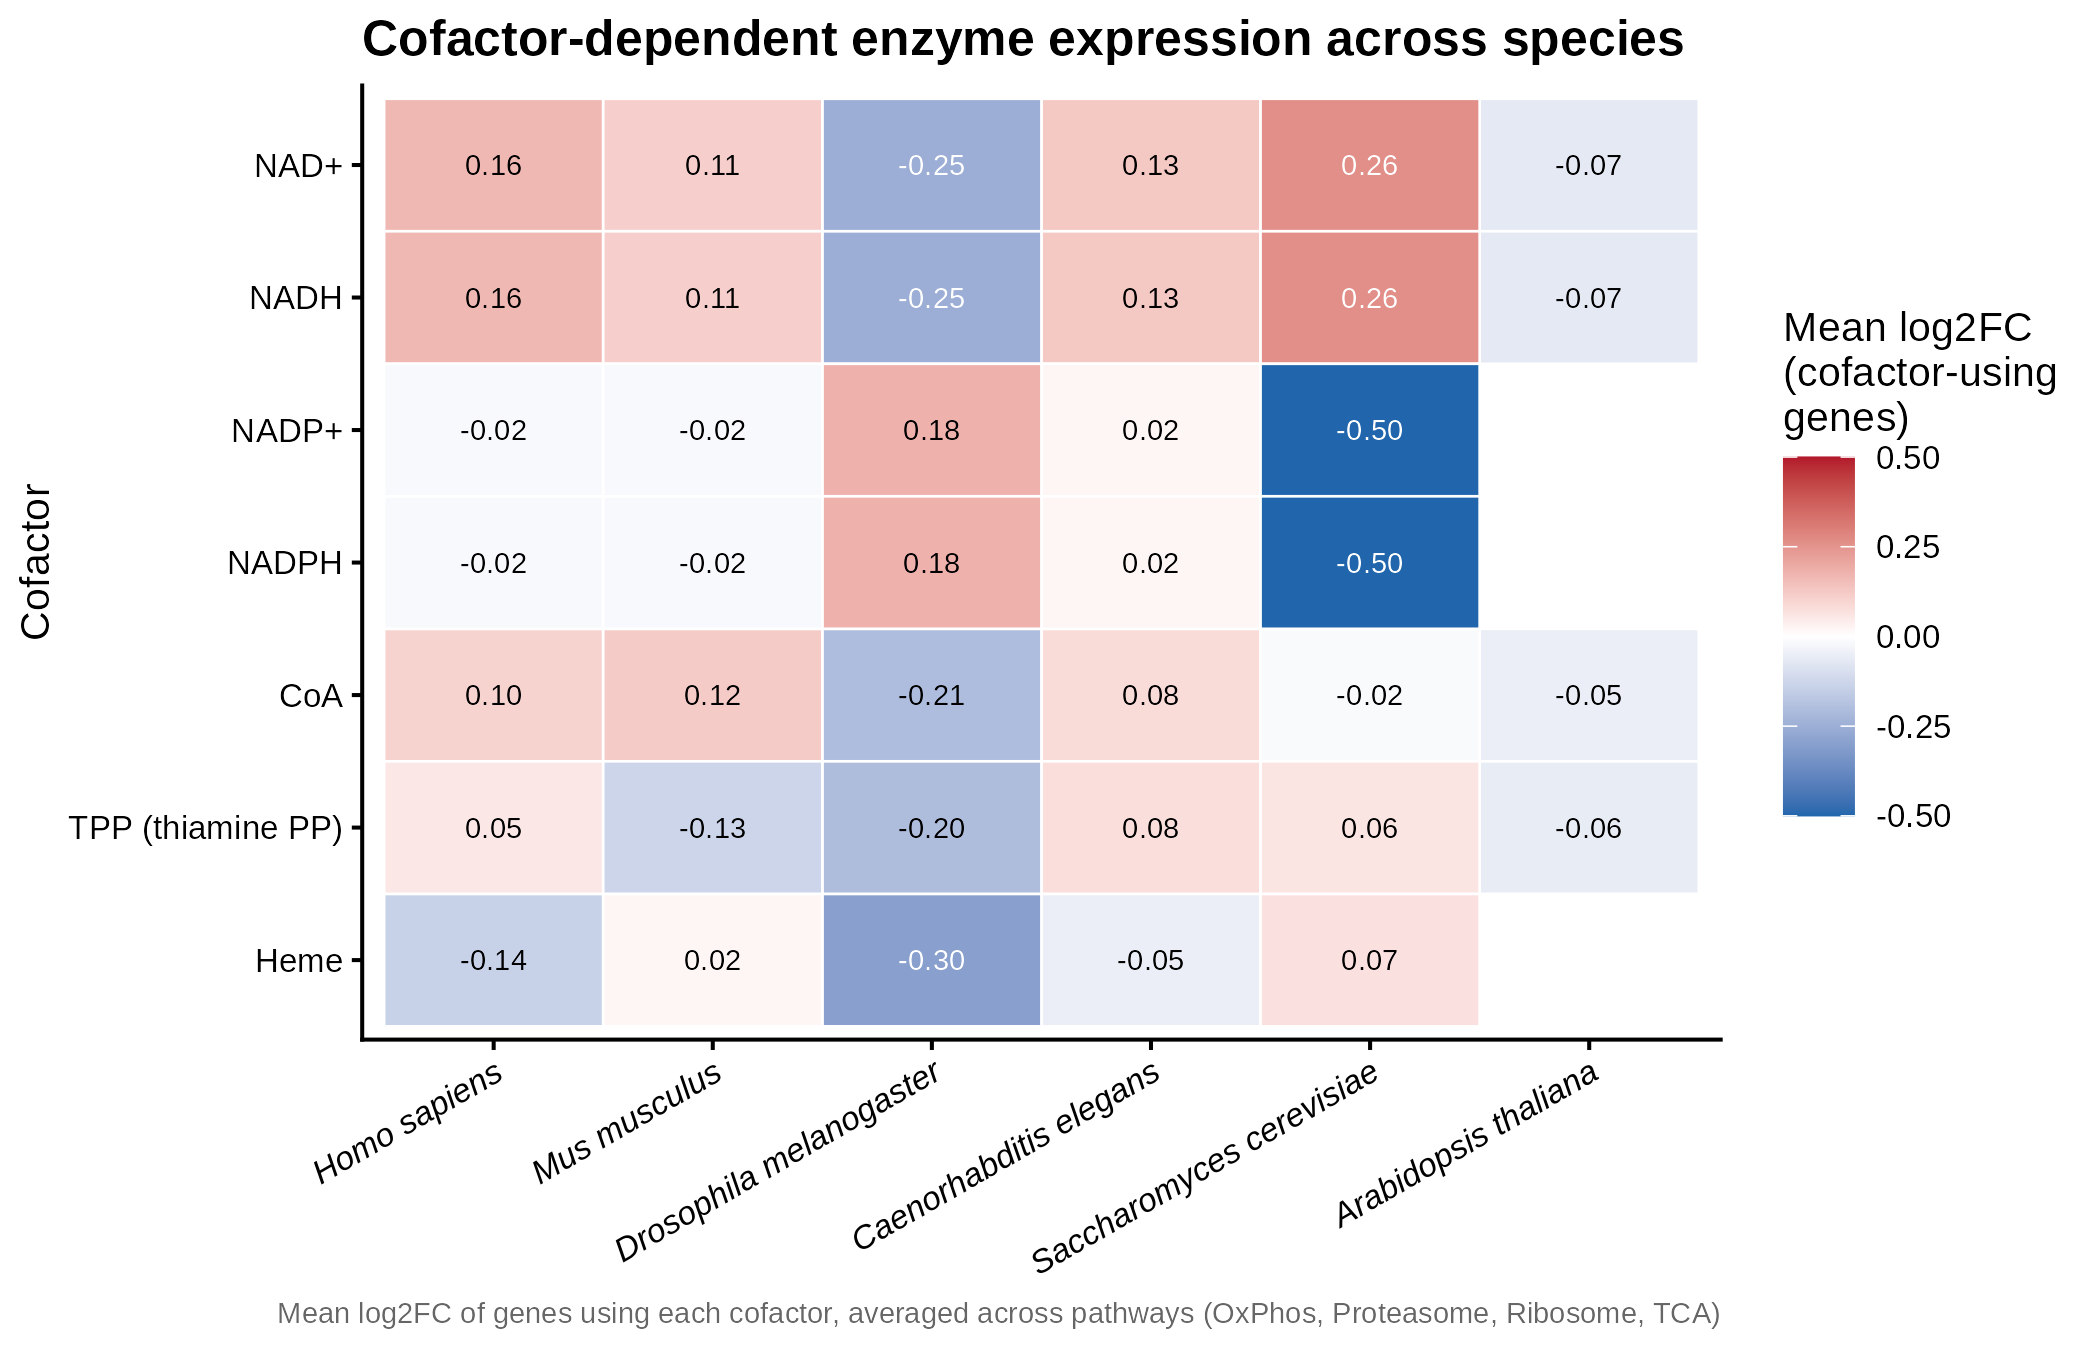 Cofactor-dependent enzyme expression across species
Cofactor
NAD+ 0.16 0.11 -0.25 0.13 0.26 -0.07
NADH 0.16 0.11 -0.25 0.13 0.26 -0.07
NADP+ -0.02 -0.02 0.18 0.02 -0.50
NADPH -0.02 -0.02 0.18 0.02 -0.50
CoA 0.10 0.12 -0.21 0.08 -0.02 -0.05
TPP (thiamine PP) 0.05 -0.13 -0.20 0.08 0.06 -0.06
Heme -0.14 0.02 -0.30 -0.05 0.07
Homo sapiens
Mus musculus
Drosophila melanogaster
Caenorhabditis elegans
Saccharomyces cerevisiae
Arabidopsis thaliana
Mean log2FC
(cofactor-using
genes)
0.50
0.25
0.00
-0.25
-0.50
Mean log2FC of genes using each cofactor, averaged across pathways (OxPhos, Proteasome, Ribosome, TCA)